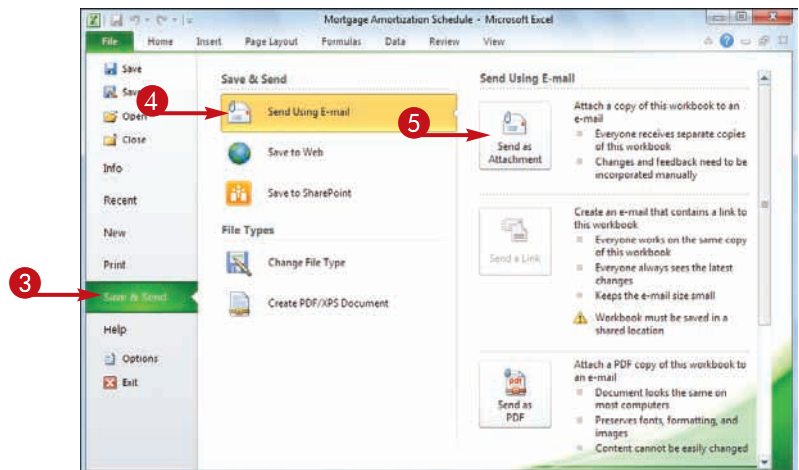 Mortgage Amortization Schedule - Microsoft Excel
File Home Insert Page Layout Formulas Data Review View
Save
Sav
Open
Close
Info
Recent
New
Print
Save & Send
Help
Options
Exit
3
Save & Send
4
Send Using E-mail
Save to Web
Save to SharePoint
File Types
Change File Type
Create PDF/XPS Document
Send Using E-mail
5
Send as
Attachment
Attach a copy of this workbook to an
e-mail
Everyone receives separate copies
of this workbook
Changes and feedback need to be
incorporated manually
Send a Link
Create an e-mail that contains a link to
this workbook
Everyone works on the same copy
of this workbook
Everyone always sees the latest
changes
Keeps the e-mail size small
Workbook must be saved in a
shared location
Send as
PDF
Attach a PDF copy of this workbook to
an e-mail
Document looks the same on
most computers
Preserves fonts, formatting, and
images
Content cannot be easily changed